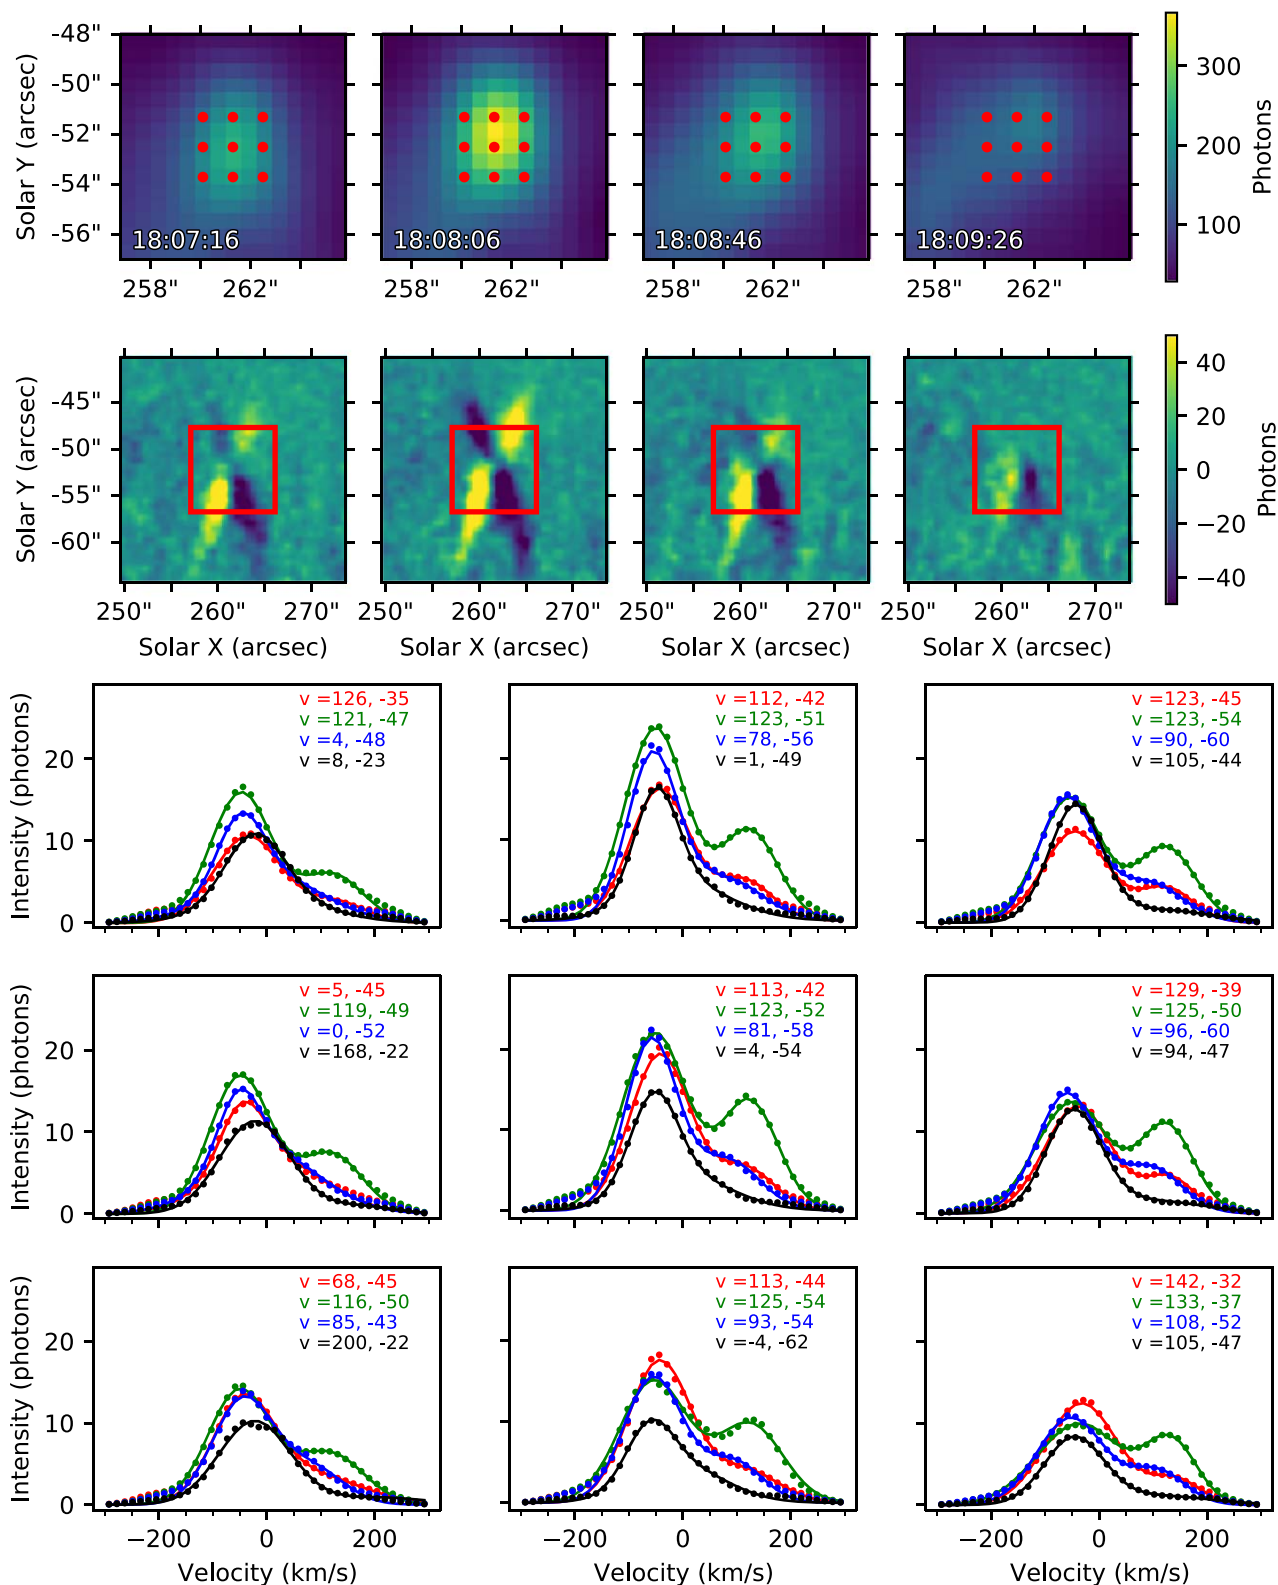 -48"
-50"
-52"
-54"
-56"
Solar Y (arcsec)
18:07:16
18:08:06
18:08:46
18:09:26
258" 262"
258" 262"
258" 262"
258" 262"
300
200
100
Photons
-45"
-50"
-55"
-60"
Solar Y (arcsec)
250" 260" 270"
250" 260" 270"
250" 260" 270"
250" 260" 270"
Solar X (arcsec)
Solar X (arcsec)
Solar X (arcsec)
Solar X (arcsec)
40
20
0
−20
−40
Photons
Intensity (photons)
20
10
0
v =126, -35
v =121, -47
v =4, -48
v =8, -23
v =112, -42
v =123, -51
v =78, -56
v =1, -49
v =123, -45
v =123, -54
v =90, -60
v =105, -44
Intensity (photons)
20
10
0
v =5, -45
v =119, -49
v =0, -52
v =168, -22
v =113, -42
v =123, -52
v =81, -58
v =4, -54
v =129, -39
v =125, -50
v =96, -60
v =94, -47
Intensity (photons)
20
10
0
v =68, -45
v =116, -50
v =85, -43
v =200, -22
v =113, -44
v =125, -54
v =93, -54
v =-4, -62
v =142, -32
v =133, -37
v =108, -52
v =105, -47
−200 0 200
−200 0 200
−200 0 200
Velocity (km/s)
Velocity (km/s)
Velocity (km/s)